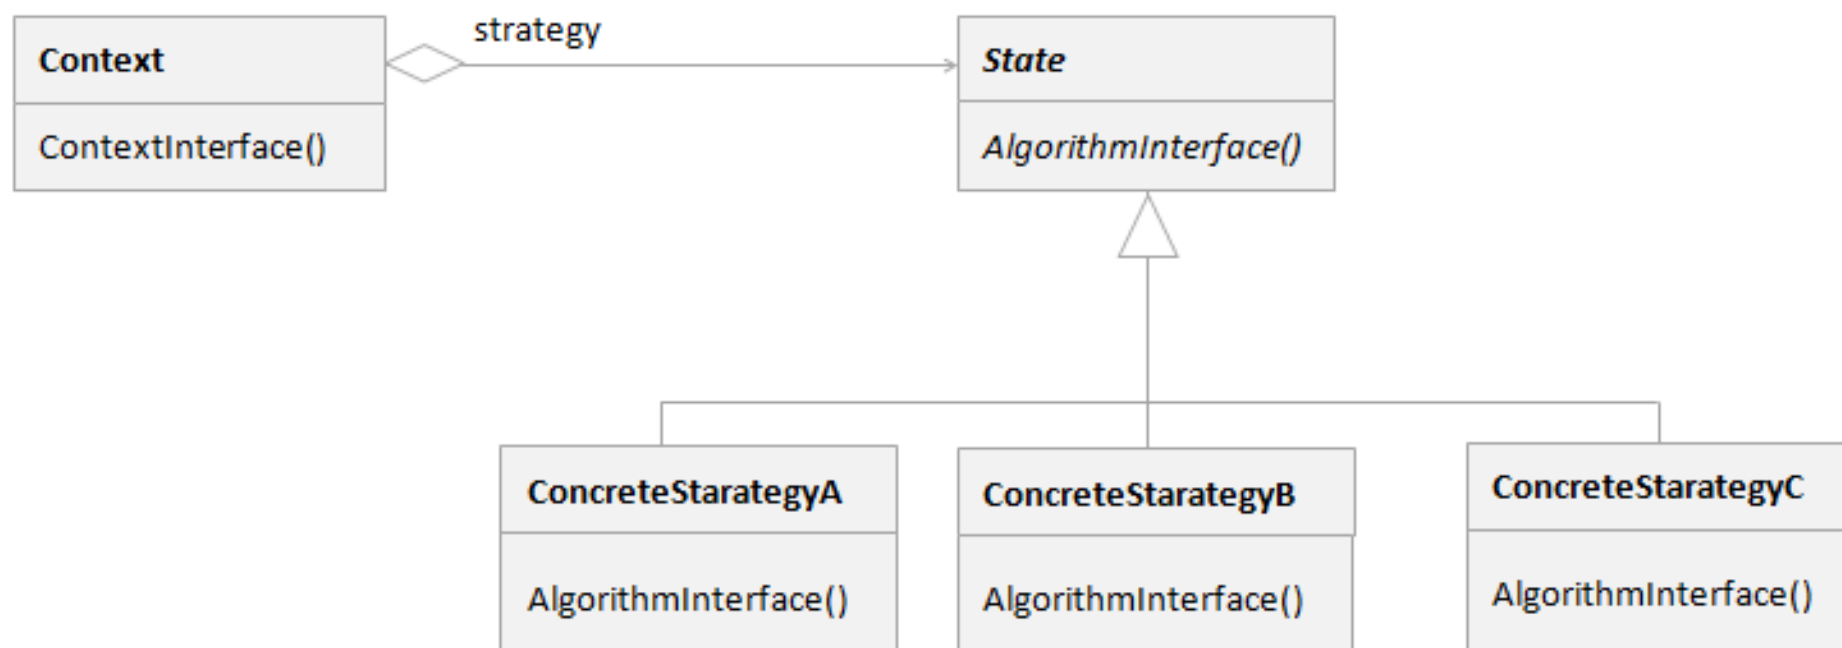 strategy
Context
State
ContextInterface()
AlgorithmInterface()
ConcreteStarategyA
ConcreteStarategyB
ConcreteStarategyC
AlgorithmInterface()
AlgorithmInterface()
AlgorithmInterface()